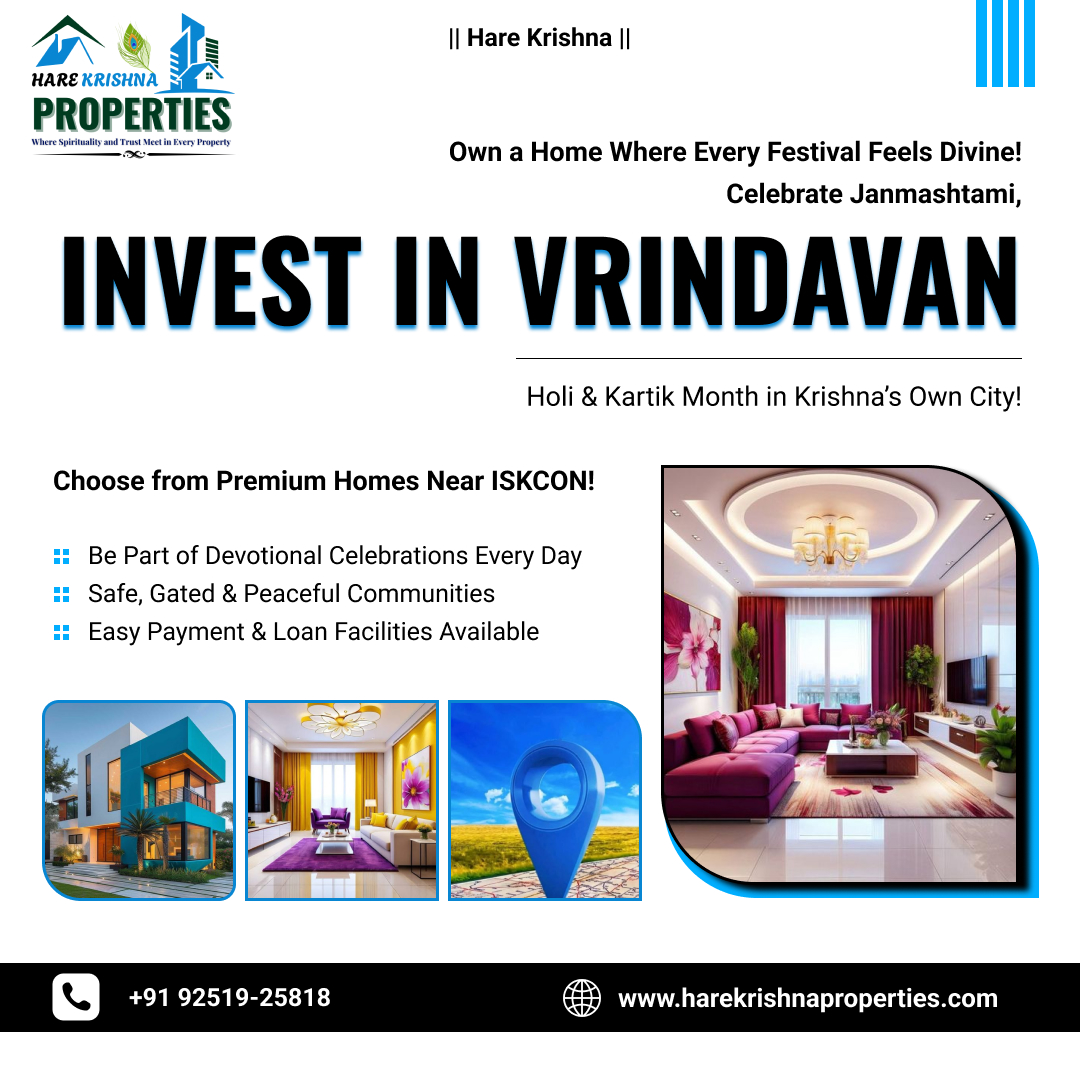 HARE KRISHNA
PROPERTIES
Where Spirituality and Trust Meet in Every Property
|| Hare Krishna ||
Own a Home Where Every Festival Feels Divine!
Celebrate Janmashtami,
INVEST IN VRINDAVAN
Holi & Kartik Month in Krishna’s Own City!
Choose from Premium Homes Near ISKCON!
Be Part of Devotional Celebrations Every Day
Safe, Gated & Peaceful Communities
Easy Payment & Loan Facilities Available
+91 92519-25818
www.harekrishnaproperties.com